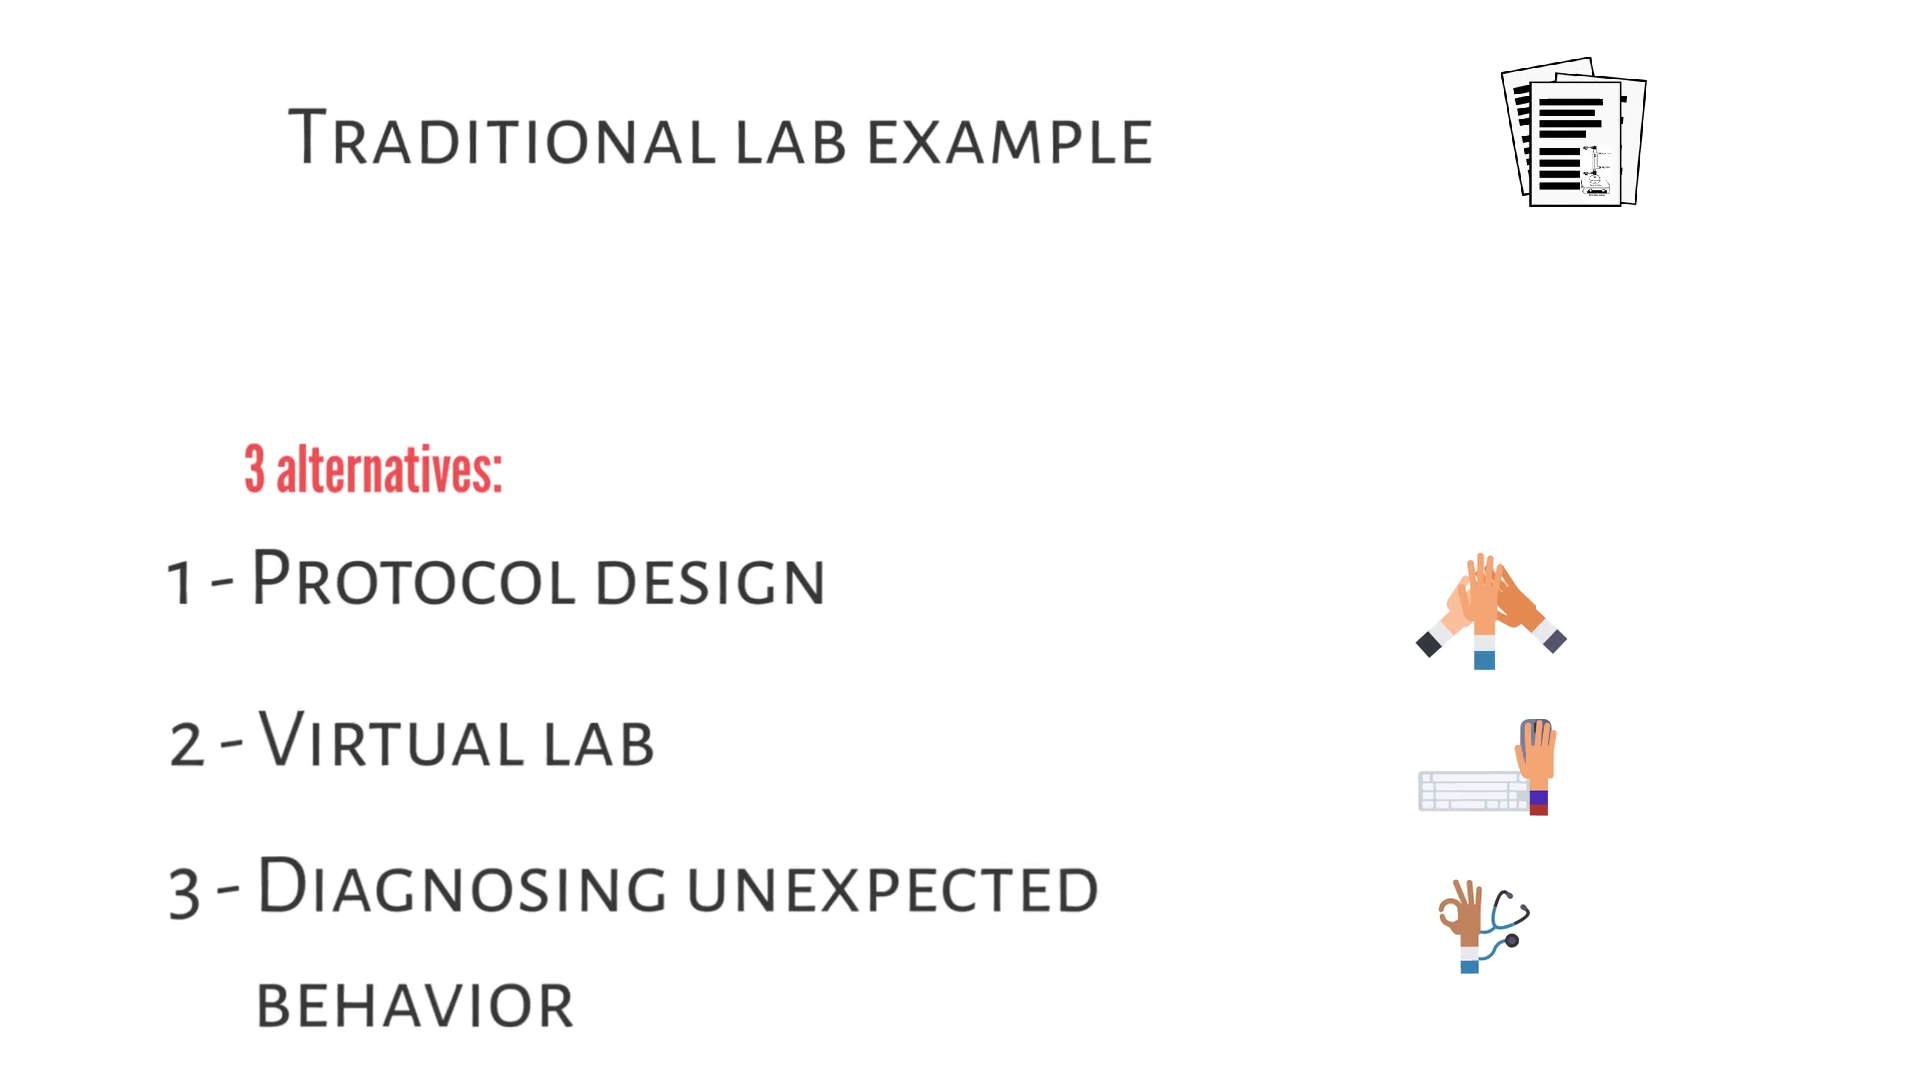 Traditional lab example
3 alternatives:
1 - Protocol design
2 - Virtual lab
3 - Diagnosing unexpected
behavior